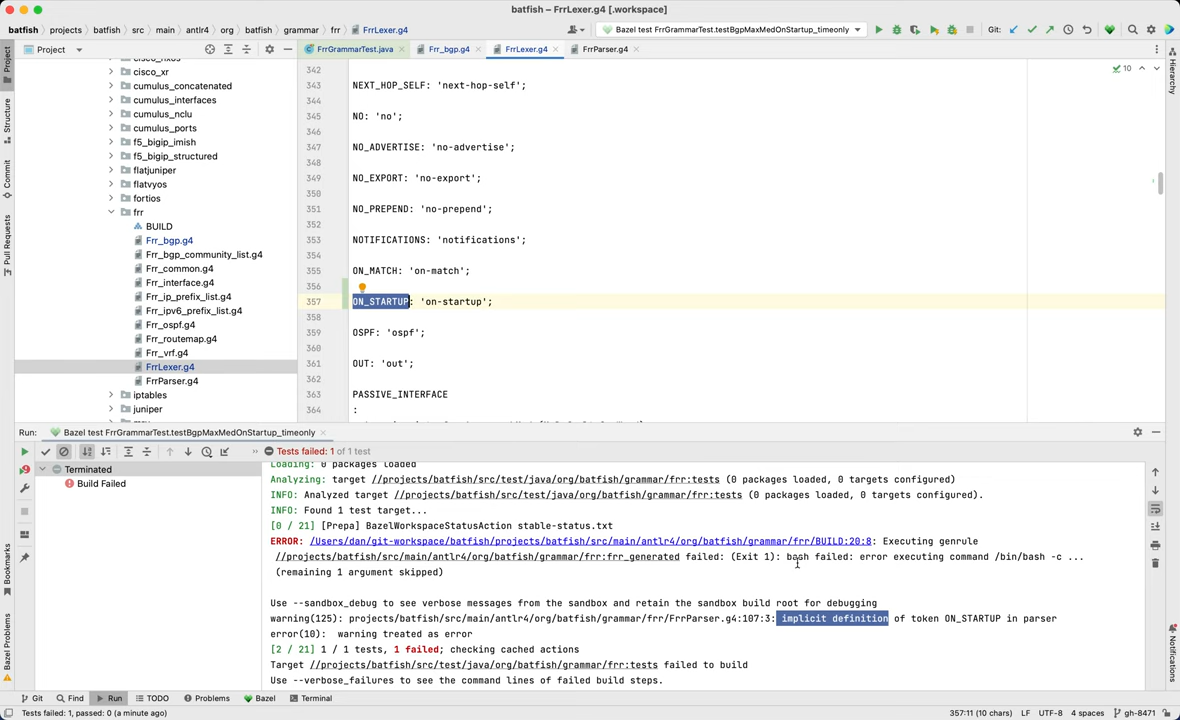 batfish – FrrLexer.g4 [.workspace]
batfish › projects › batfish › src › main › antlr4 › org › batfish › grammar › frr › FrrLexer.g4
Bazel test FrrGrammarTest.testBgpMaxMedOnStartup_timeonly
Git:
Project
FrrGrammarTest.java
Frr_bgp.g4
FrrLexer.g4
FrrParser.g4
Project
Structure
Commit
Pull Requests
Bookmarks
Bazel Problems
Hierarchy
Notifications
cisco_xr
cumulus_concatenated
cumulus_interfaces
cumulus_nclu
cumulus_ports
f5_bigip_imish
f5_bigip_structured
flatjuniper
flatvyos
fortios
frr
BUILD
Frr_bgp.g4
Frr_bgp_community_list.g4
Frr_common.g4
Frr_interface.g4
Frr_ip_prefix_list.g4
Frr_ipv6_prefix_list.g4
Frr_ospf.g4
Frr_routemap.g4
Frr_vrf.g4
FrrLexer.g4
FrrParser.g4
iptables
juniper
10
342
343 NEXT_HOP_SELF: 'next-hop-self';
344
345 NO: 'no';
346
347 NO_ADVERTISE: 'no-advertise';
348
349 NO_EXPORT: 'no-export';
350
351 NO_PREPEND: 'no-prepend';
352
353 NOTIFICATIONS: 'notifications';
354
355 ON_MATCH: 'on-match';
356
357 ON_STARTUP: 'on-startup';
358
359 OSPF: 'ospf';
360
361 OUT: 'out';
362
363 PASSIVE_INTERFACE
364 :
Run: Bazel test FrrGrammarTest.testBgpMaxMedOnStartup_timeonly
Tests failed: 1 of 1 test
Terminated
Build Failed
Loading: 0 packages loaded
Analyzing: target //projects/batfish/src/test/java/org/batfish/grammar/frr:tests (0 packages loaded, 0 targets configured)
INFO: Analyzed target //projects/batfish/src/test/java/org/batfish/grammar/frr:tests (0 packages loaded, 0 targets configured).
INFO: Found 1 test target...
[0 / 21] [Prepa] BazelWorkspaceStatusAction stable-status.txt
ERROR: /Users/dan/git-workspace/batfish/projects/batfish/src/main/antlr4/org/batfish/grammar/frr/BUILD:20:8: Executing genrule
//projects/batfish/src/main/antlr4/org/batfish/grammar/frr:frr_generated failed: (Exit 1): bash failed: error executing command /bin/bash -c ...
(remaining 1 argument skipped)
Use --sandbox_debug to see verbose messages from the sandbox and retain the sandbox build root for debugging
warning(125): projects/batfish/src/main/antlr4/org/batfish/grammar/frr/FrrParser.g4:107:3: implicit definition of token ON_STARTUP in parser
error(10):  warning treated as error
[2 / 21] 1 / 1 tests, 1 failed; checking cached actions
Target //projects/batfish/src/test/java/org/batfish/grammar/frr:tests failed to build
Use --verbose_failures to see the command lines of failed build steps.
Git Find Run TODO Problems Bazel Terminal
Tests failed: 1, passed: 0 (a minute ago)
357:11 (10 chars) LF UTF-8 4 spaces gh-8471